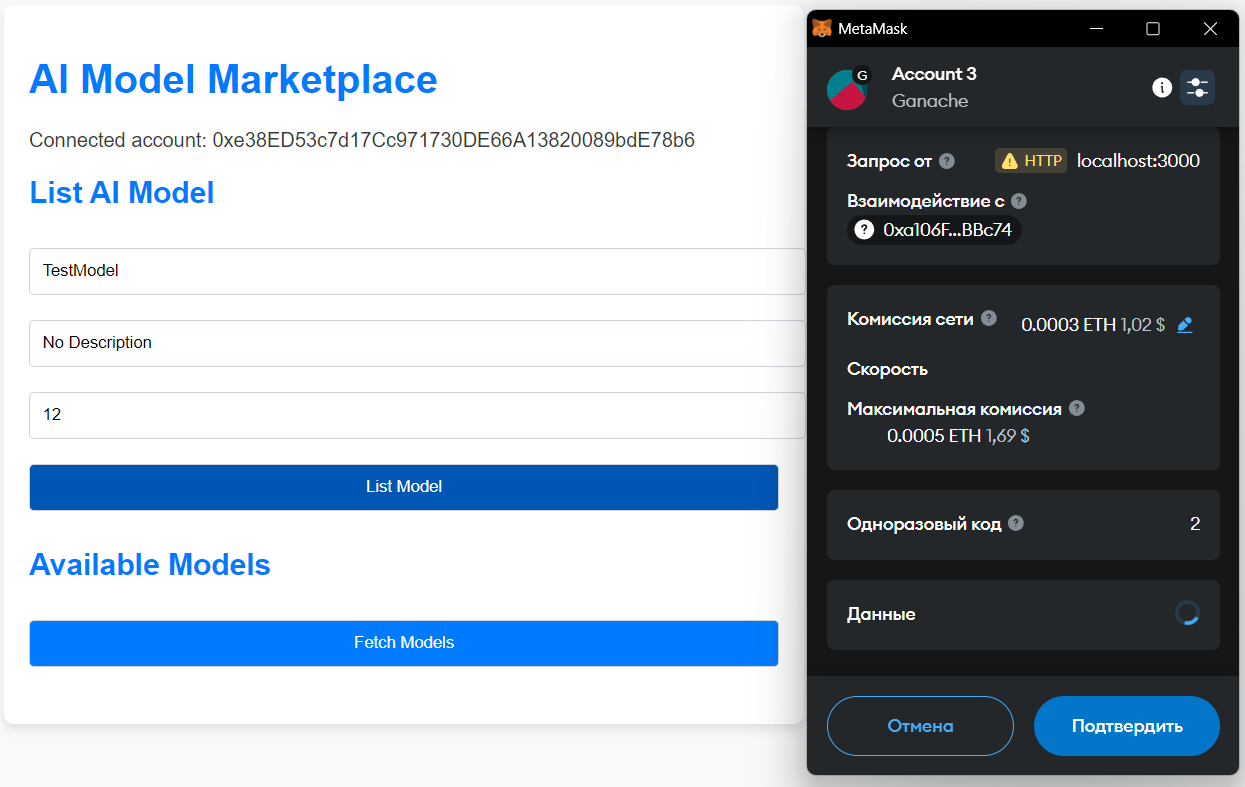 AI Model Marketplace
Connected account: 0xe38ED53c7d17Cc971730DE66A13820089bdE78b6
List AI Model
TestModel
No Description
12
List Model
Available Models
Fetch Models
MetaMask
G
Account 3
Ganache
Запрос от ? HTTP localhost:3000
Взаимодействие с ?
? 0xa106F...BBc74
Комиссия сети ? 0.0003 ETH 1,02 $
Скорость
Максимальная комиссия ?
0.0005 ETH 1,69 $
Одноразовый код ? 2
Данные
Отмена Подтвердить